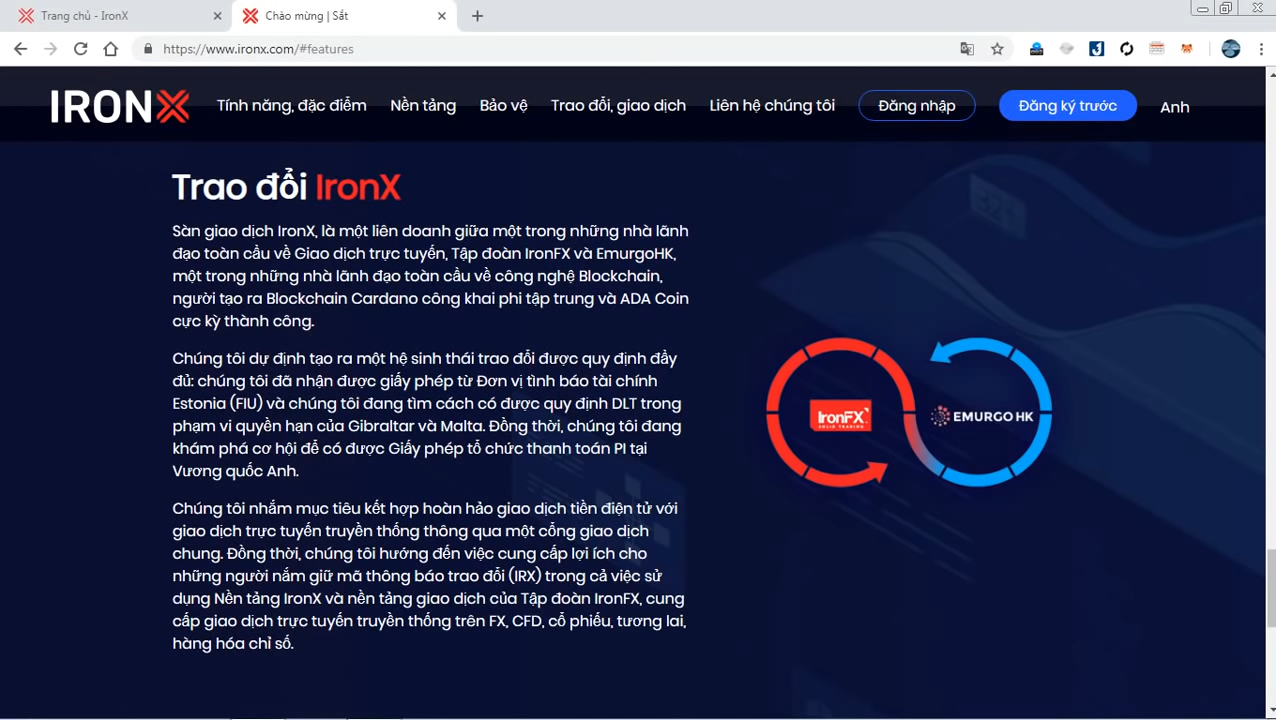 Trang chủ - IronX
Chào mừng | Sắt
https://www.ironx.com/#features
IRONX
Tính năng, đặc điểm
Nền tảng
Bảo vệ
Trao đổi, giao dịch
Liên hệ chúng tôi
Đăng nhập
Đăng ký trước
Anh
Trao đổi IronX
Sàn giao dịch IronX, là một liên doanh giữa một trong những nhà lãnh
đạo toàn cầu về Giao dịch trực tuyến, Tập đoàn IronFX và EmurgoHK,
một trong những nhà lãnh đạo toàn cầu về công nghệ Blockchain,
người tạo ra Blockchain Cardano công khai phi tập trung và ADA Coin
cực kỳ thành công.
Chúng tôi dự định tạo ra một hệ sinh thái trao đổi được quy định đầy
đủ: chúng tôi đã nhận được giấy phép từ Đơn vị tình báo tài chính
Estonia (FIU) và chúng tôi đang tìm cách có được quy định DLT trong
phạm vi quyền hạn của Gibraltar và Malta. Đồng thời, chúng tôi đang
khám phá cơ hội để có được Giấy phép tổ chức thanh toán PI tại
Vương quốc Anh.
Chúng tôi nhắm mục tiêu kết hợp hoàn hảo giao dịch tiền điện tử với
giao dịch trực tuyến truyền thống thông qua một cổng giao dịch
chung. Đồng thời, chúng tôi hướng đến việc cung cấp lợi ích cho
những người nắm giữ mã thông báo trao đổi (IRX) trong cả việc sử
dụng Nền tảng IronX và nền tảng giao dịch của Tập đoàn IronFX, cung
cấp giao dịch trực tuyến truyền thống trên FX, CFD, cổ phiếu, tương lai,
hàng hóa chỉ số.
IronFX
SOLID TRADING
EMURGO HK